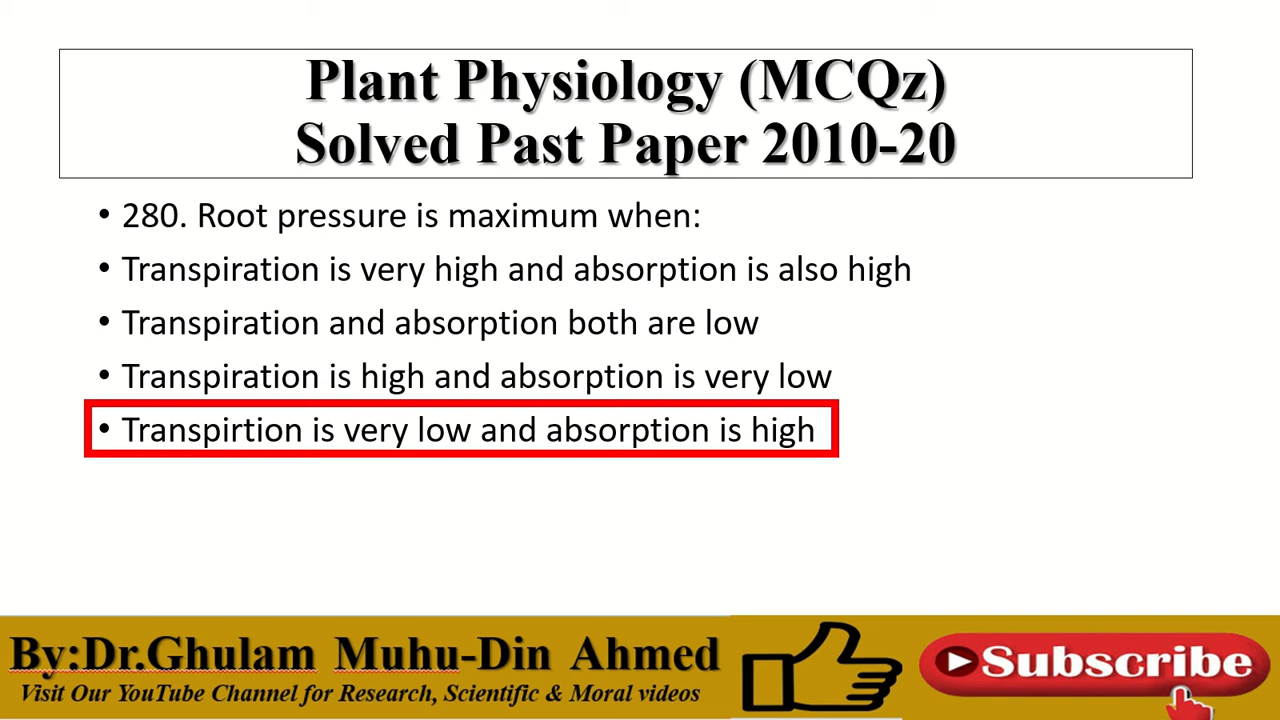 Plant Physiology (MCQz)
Solved Past Paper 2010-20
• 280. Root pressure is maximum when:
• Transpiration is very high and absorption is also high
• Transpiration and absorption both are low
• Transpiration is high and absorption is very low
• Transpirtion is very low and absorption is high
By:Dr.Ghulam Muhu-Din Ahmed
Visit Our YouTube Channel for Research, Scientific & Moral videos
Subscribe